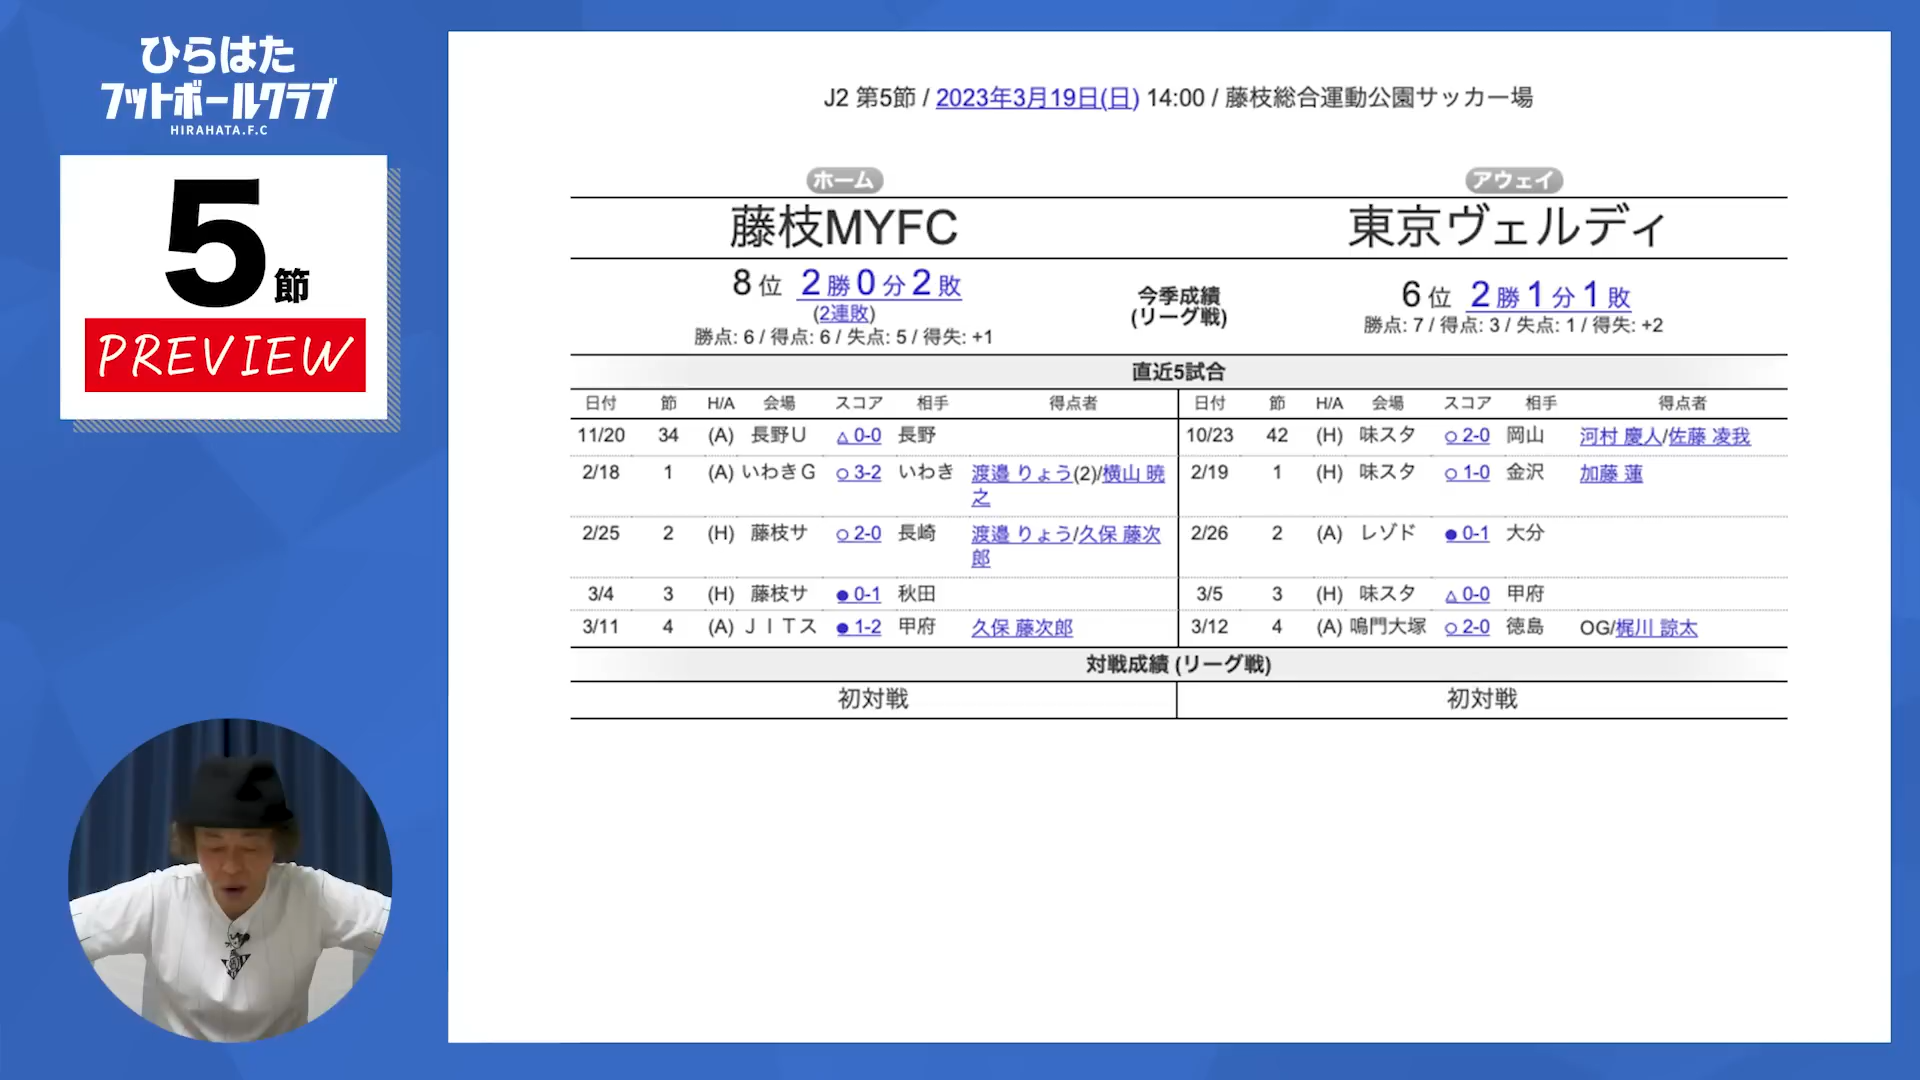 ひらはた
フットボールクラブ
HIRAHATA.F.C
5節
PREVIEW
J2 第5節 / 2023年3月19日(日) 14:00 / 藤枝総合運動公園サッカー場
ホーム アウェイ
藤枝MYFC 東京ヴェルディ
8位 2勝0分2敗
(2連敗)
勝点: 6 / 得点: 6 / 失点: 5 / 得失: +1
今季成績
(リーグ戦)
6位 2勝1分1敗
勝点: 7 / 得点: 3 / 失点: 1 / 得失: +2
直近5試合
日付 節 H/A 会場 スコア 相手 得点者 日付 節 H/A 会場 スコア 相手 得点者
11/20 34 (A) 長野U △ 0-0 長野 10/23 42 (H) 味スタ ○ 2-0 岡山 河村 慶人/佐藤 凌我
2/18 1 (A) いわきG ○ 3-2 いわき 渡邉 りょう(2)/横山 暁 2/19 1 (H) 味スタ ○ 1-0 金沢 加藤 蓮
之
2/25 2 (H) 藤枝サ ○ 2-0 長崎 渡邉 りょう/久保 藤次 2/26 2 (A) レゾド ● 0-1 大分
郎
3/4 3 (H) 藤枝サ ● 0-1 秋田 3/5 3 (H) 味スタ △ 0-0 甲府
3/11 4 (A) JITス ● 1-2 甲府 久保 藤次郎 3/12 4 (A) 鳴門大塚 ○ 2-0 徳島 OG/梶川 諒太
対戦成績 (リーグ戦)
初対戦 初対戦